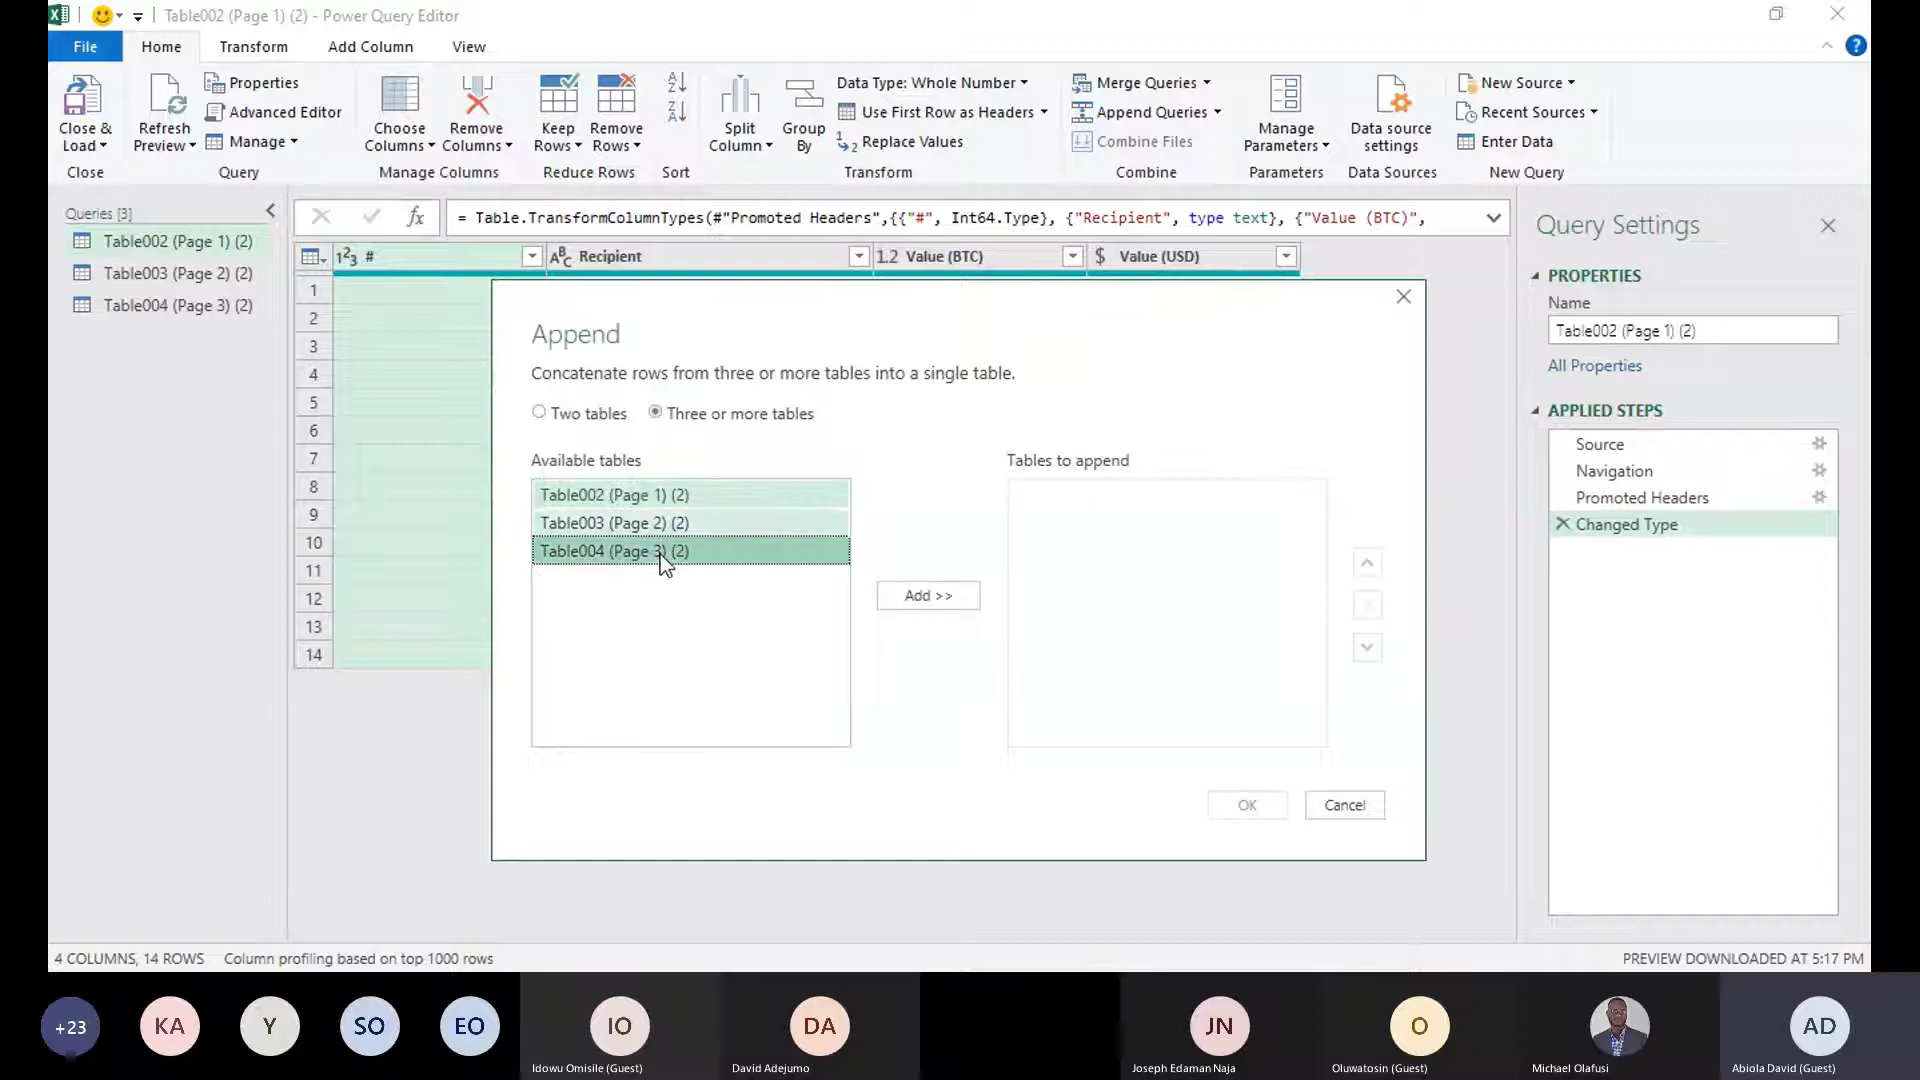 Table002 (Page 1) (2) - Power Query Editor
File Home Transform Add Column View
Close & Load
Refresh Preview
Properties
Advanced Editor
Manage
Choose Columns
Remove Columns
Keep Rows
Remove Rows
Split Column
Group By
Data Type: Whole Number
Use First Row as Headers
Replace Values
Merge Queries
Append Queries
Combine Files
Manage Parameters
Data source settings
New Source
Recent Sources
Enter Data
Close Query Manage Columns Reduce Rows Sort Transform Combine Parameters Data Sources New Query
Queries [3]
Table002 (Page 1) (2)
Table003 (Page 2) (2)
Table004 (Page 3) (2)
fx = Table.TransformColumnTypes(#"Promoted Headers",{{"#", Int64.Type}, {"Recipient", type text}, {"Value (BTC)",
123 # ABC Recipient 1.2 Value (BTC) $ Value (USD)
1
2
3
4
5
6
7
8
9
10
11
12
13
14
Append
Concatenate rows from three or more tables into a single table.
Two tables Three or more tables
Available tables
Table002 (Page 1) (2)
Table003 (Page 2) (2)
Table004 (Page 3) (2)
Add >>
Tables to append
OK Cancel
Query Settings
PROPERTIES
Name
Table002 (Page 1) (2)
All Properties
APPLIED STEPS
Source
Navigation
Promoted Headers
Changed Type
4 COLUMNS, 14 ROWS Column profiling based on top 1000 rows
PREVIEW DOWNLOADED AT 5:17 PM
+23 KA Y SO EO IO DA JN O AD
Idowu Omisile (Guest) David Adejumo Joseph Edaman Naja Oluwatosin (Guest) Michael Olafusi Abiola David (Guest)